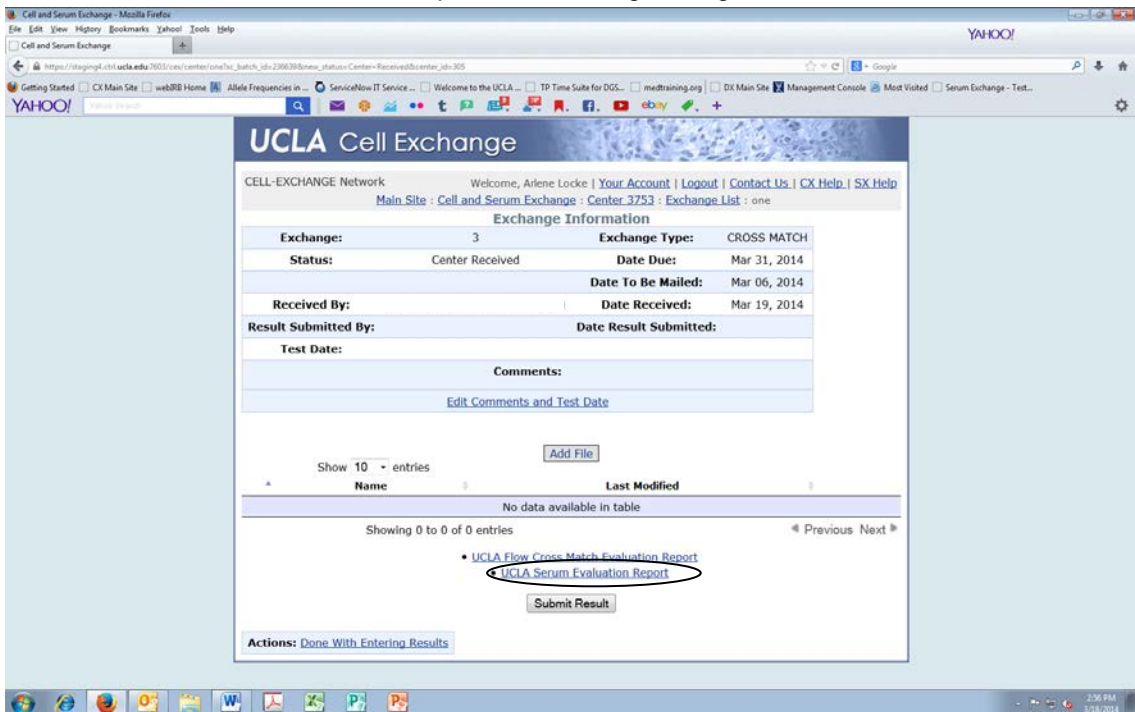 Cell and Serum Exchange - Mozilla Firefox
File Edit View History Bookmarks Yahoo! Tools Help
YAHOO!
Cell and Serum Exchange +
Google
Getting Started CX Main Site webIRB Home Allele Frequencies in ... ServiceNow IT Service ... Welcome to the UCLA ... TP Time Suite for DGS... medtraining.org DX Main Site Management Console Most Visited Serum Exchange - Test...
YAHOO! ebay +
UCLA Cell Exchange
CELL-EXCHANGE Network Welcome, Arlene Locke | Your Account | Logout | Contact Us | CX Help | SX Help
Main Site : Cell and Serum Exchange : Center 3753 : Exchange List : one
Exchange Information
Exchange: 3 Exchange Type: CROSS MATCH
Status: Center Received Date Due: Mar 31, 2014
Date To Be Mailed: Mar 06, 2014
Received By: Date Received: Mar 19, 2014
Result Submitted By: Date Result Submitted:
Test Date:
Comments:
Edit Comments and Test Date
Add File
Show 10 entries
Name Last Modified
No data available in table
Showing 0 to 0 of 0 entries Previous Next
• UCLA Flow Cross Match Evaluation Report
• UCLA Serum Evaluation Report
Submit Result
Actions: Done With Entering Results
2:56 PM
3/18/2014